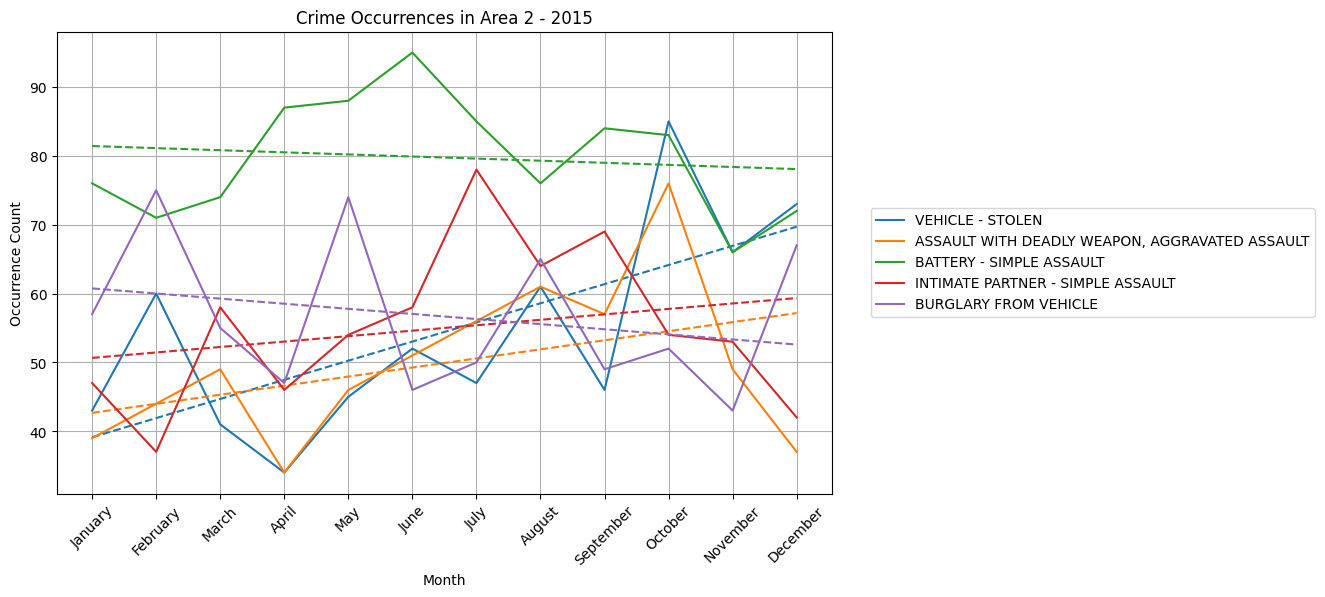 Crime Occurrences in Area 2 - 2015
Occurrence Count
90
80
70
60
50
40
January
February
March
April
May
June
July
August
September
October
November
December
Month
VEHICLE - STOLEN
ASSAULT WITH DEADLY WEAPON, AGGRAVATED ASSAULT
BATTERY - SIMPLE ASSAULT
INTIMATE PARTNER - SIMPLE ASSAULT
BURGLARY FROM VEHICLE